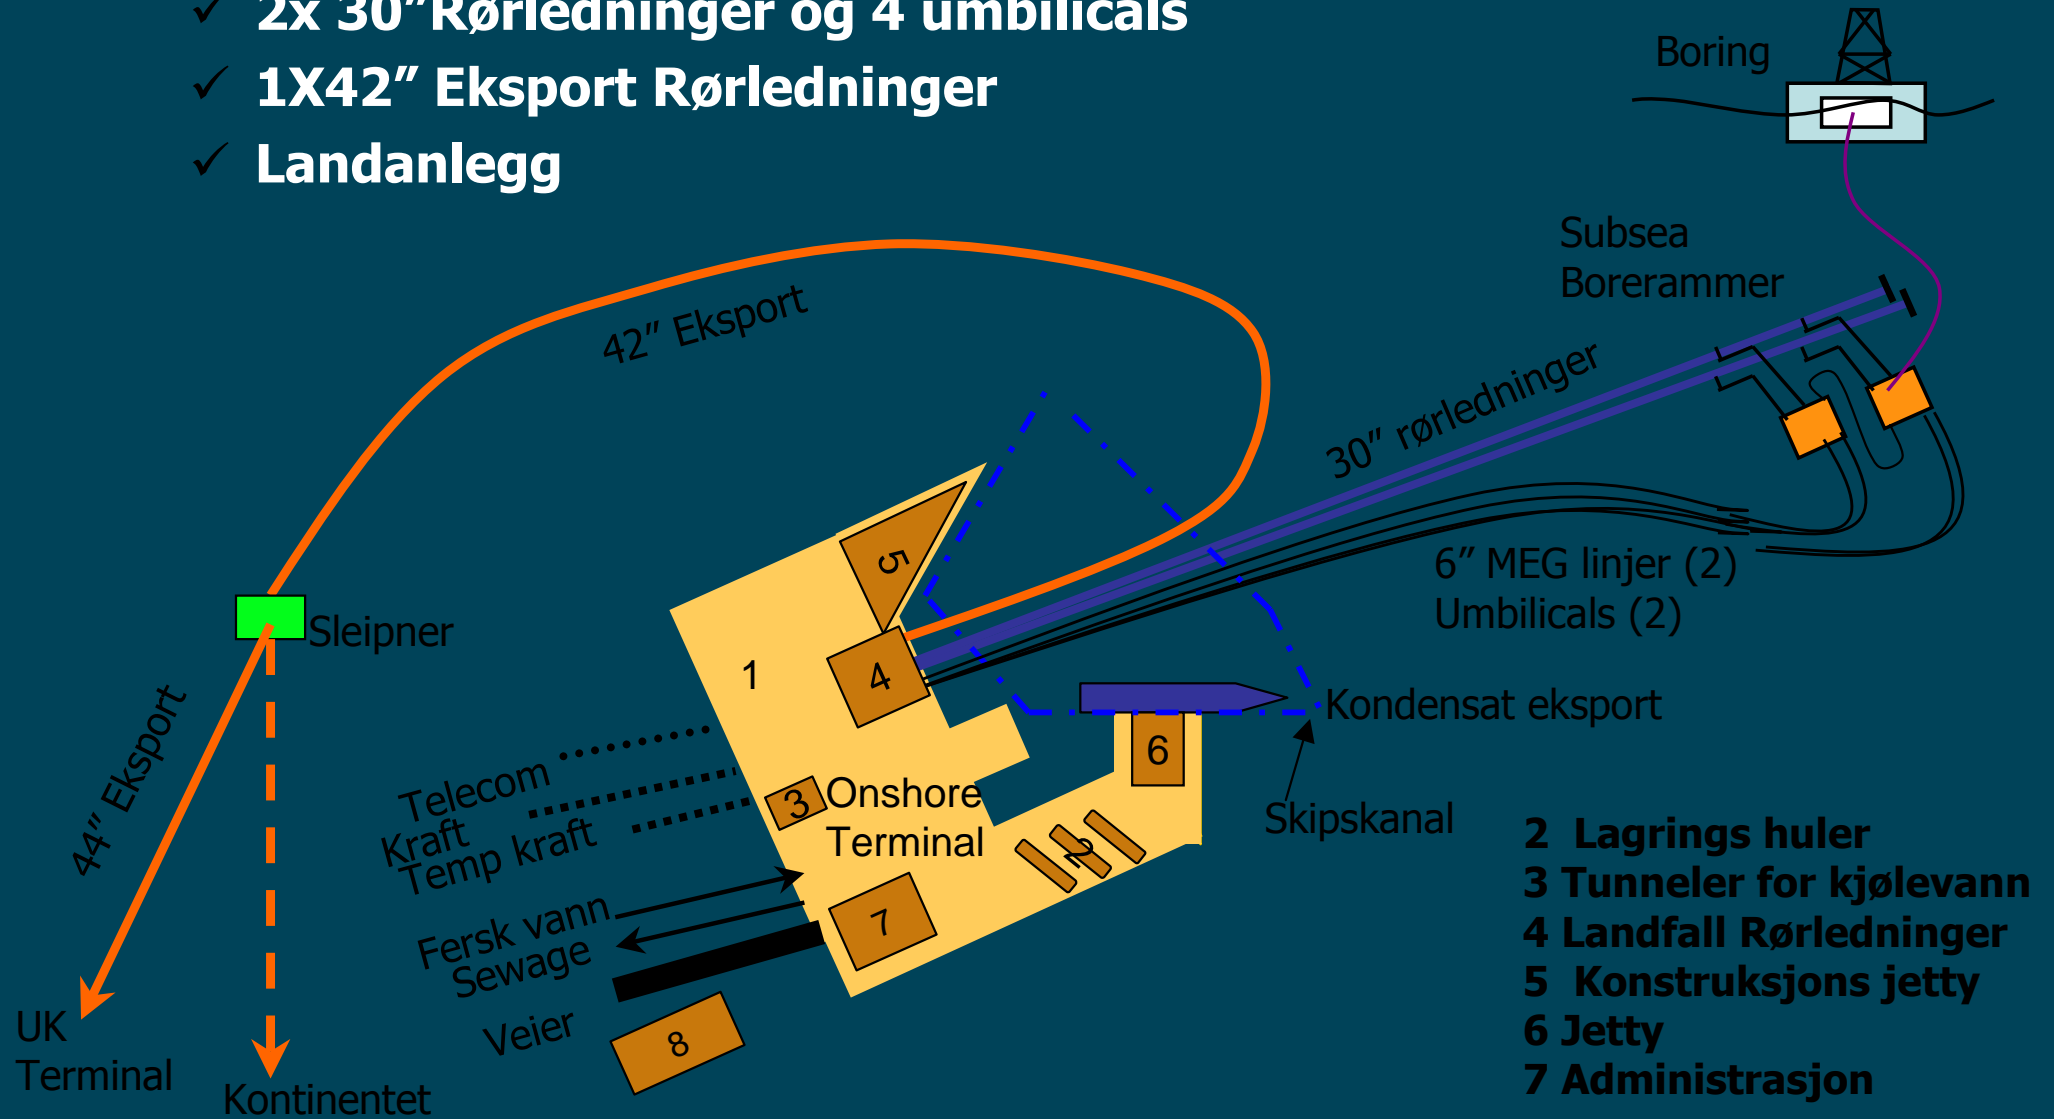 2x 30”Rørledninger og 4 umbilicals
1X42” Eksport Rørledninger
Landanlegg
Boring
Subsea
Borerammer
42” Eksport
30” rørledninger
6” MEG linjer (2)
Umbilicals (2)
Sleipner
44” Eksport
UK
Terminal
Kontinentet
1
5
4
6
3
2
7
8
Onshore
Terminal
Telecom
Kraft
Temp kraft
Fersk vann
Sewage
Veier
Kondensat eksport
Skipskanal
2 Lagrings huler
3 Tunneler for kjølevann
4 Landfall Rørledninger
5 Konstruksjons jetty
6 Jetty
7 Administrasjon